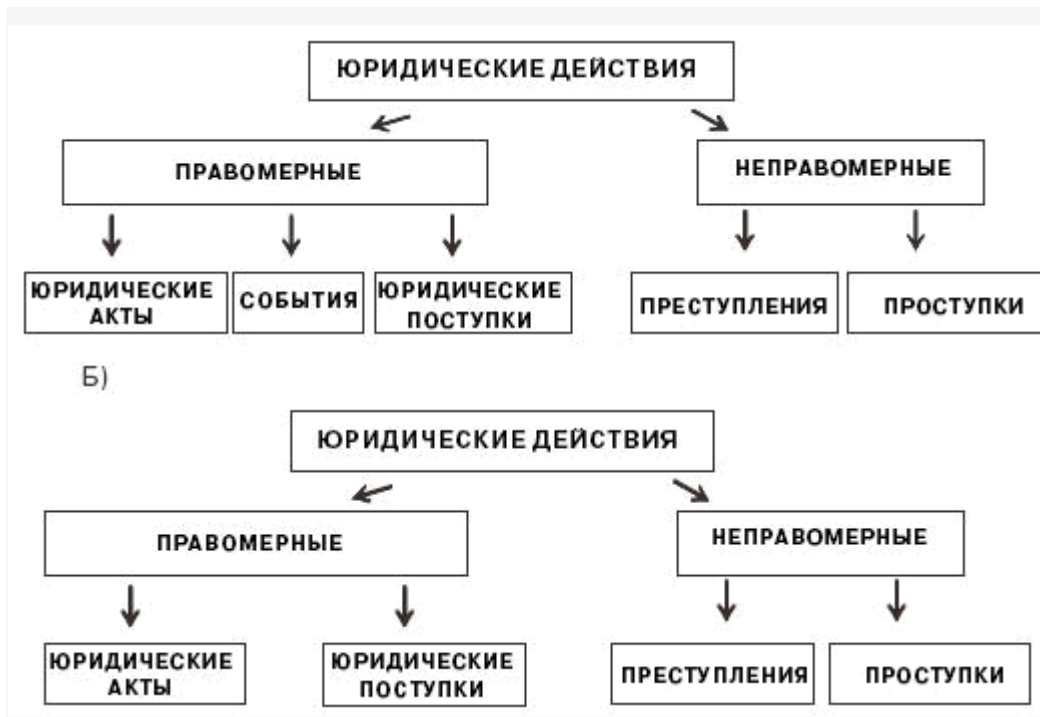 ЮРИДИЧЕСКИЕ ДЕЙСТВИЯ
ПРАВОМЕРНЫЕ
НЕПРАВОМЕРНЫЕ
ЮРИДИЧЕСКИЕ
АКТЫ
СОБЫТИЯ
ЮРИДИЧЕСКИЕ
ПОСТУПКИ
ПРЕСТУПЛЕНИЯ
ПРОСТУПКИ
Б)
ЮРИДИЧЕСКИЕ ДЕЙСТВИЯ
ПРАВОМЕРНЫЕ
НЕПРАВОМЕРНЫЕ
ЮРИДИЧЕСКИЕ
АКТЫ
ЮРИДИЧЕСКИЕ
ПОСТУПКИ
ПРЕСТУПЛЕНИЯ
ПРОСТУПКИ